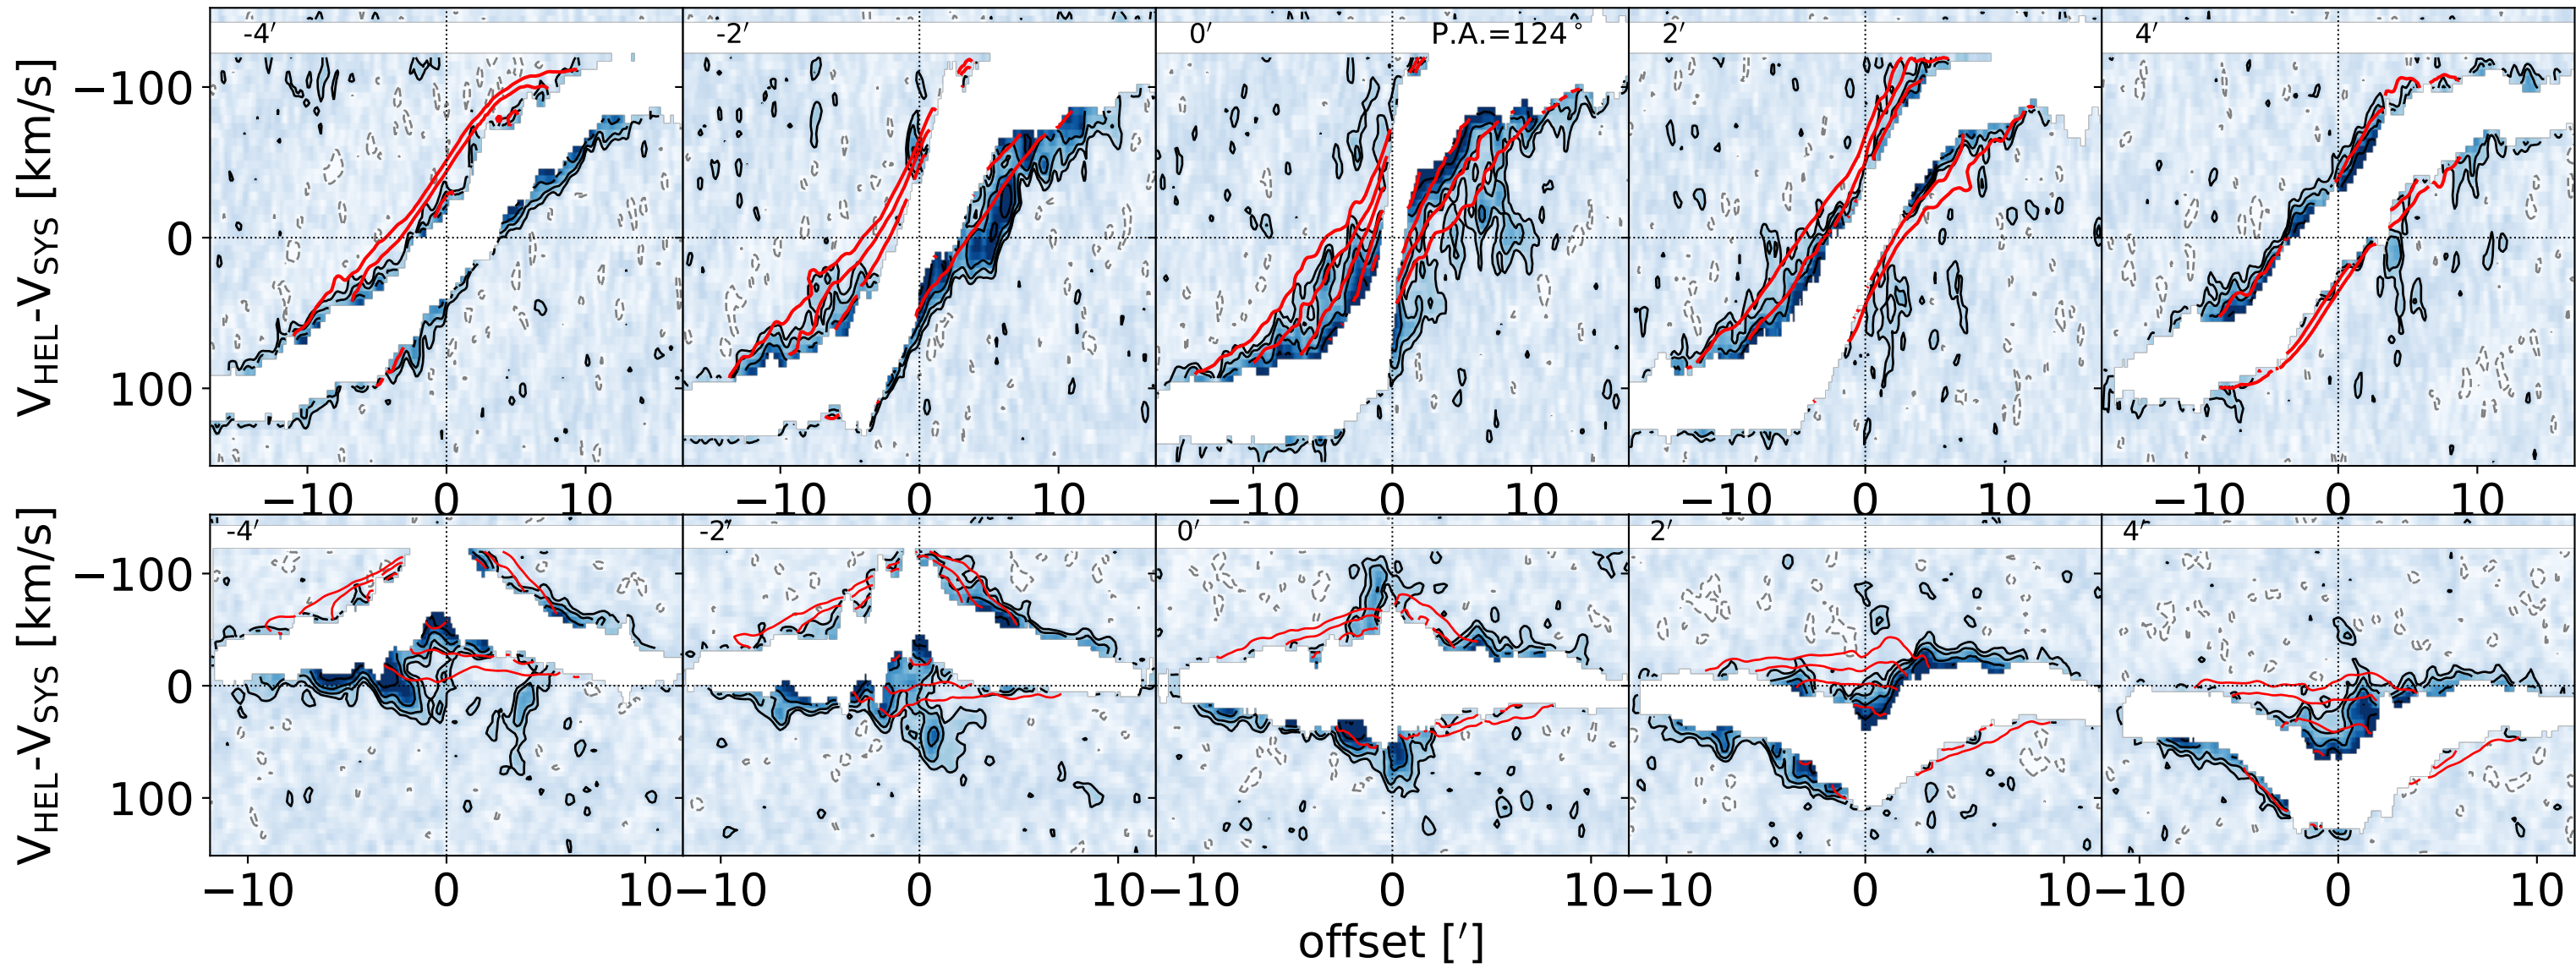 -4′ -2′ 0′ P.A.=124° 2′ 4′
V_HEL-V_SYS [km/s]
−100
0
100
−10 0 10 −10 0 10 −10 0 10 −10 0 10 −10 0 10
-4′ -2′ 0′ 2′ 4′
V_HEL-V_SYS [km/s]
−100
0
100
−10 0 10 −10 0 10 −10 0 10 −10 0 10 −10 0 10
offset [′]